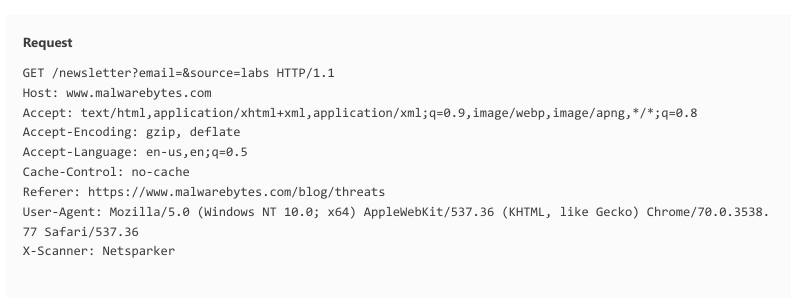 Request
GET /newsletter?email=&source=labs HTTP/1.1
Host: www.malwarebytes.com
Accept: text/html,application/xhtml+xml,application/xml;q=0.9,image/webp,image/apng,*/*;q=0.8
Accept-Encoding: gzip, deflate
Accept-Language: en-us,en;q=0.5
Cache-Control: no-cache
Referer: https://www.malwarebytes.com/blog/threats
User-Agent: Mozilla/5.0 (Windows NT 10.0; x64) AppleWebKit/537.36 (KHTML, like Gecko) Chrome/70.0.3538.
77 Safari/537.36
X-Scanner: Netsparker